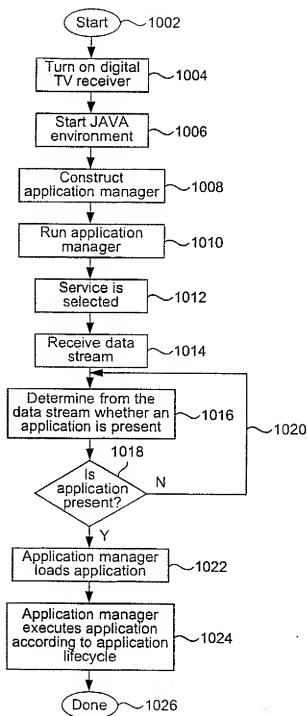 Start
1002
Turn on digital
TV receiver
1004
Start JAVA
environment
1006
Construct
application manager
1008
Run application
manager
1010
Service is
selected
1012
Receive data
stream
1014
Determine from the
data stream whether an
application is present
1016
1018
1020
Is
application
present?
N
Y
Application manager
loads application
1022
Application manager
executes application
according to application
lifecycle
1024
Done
1026